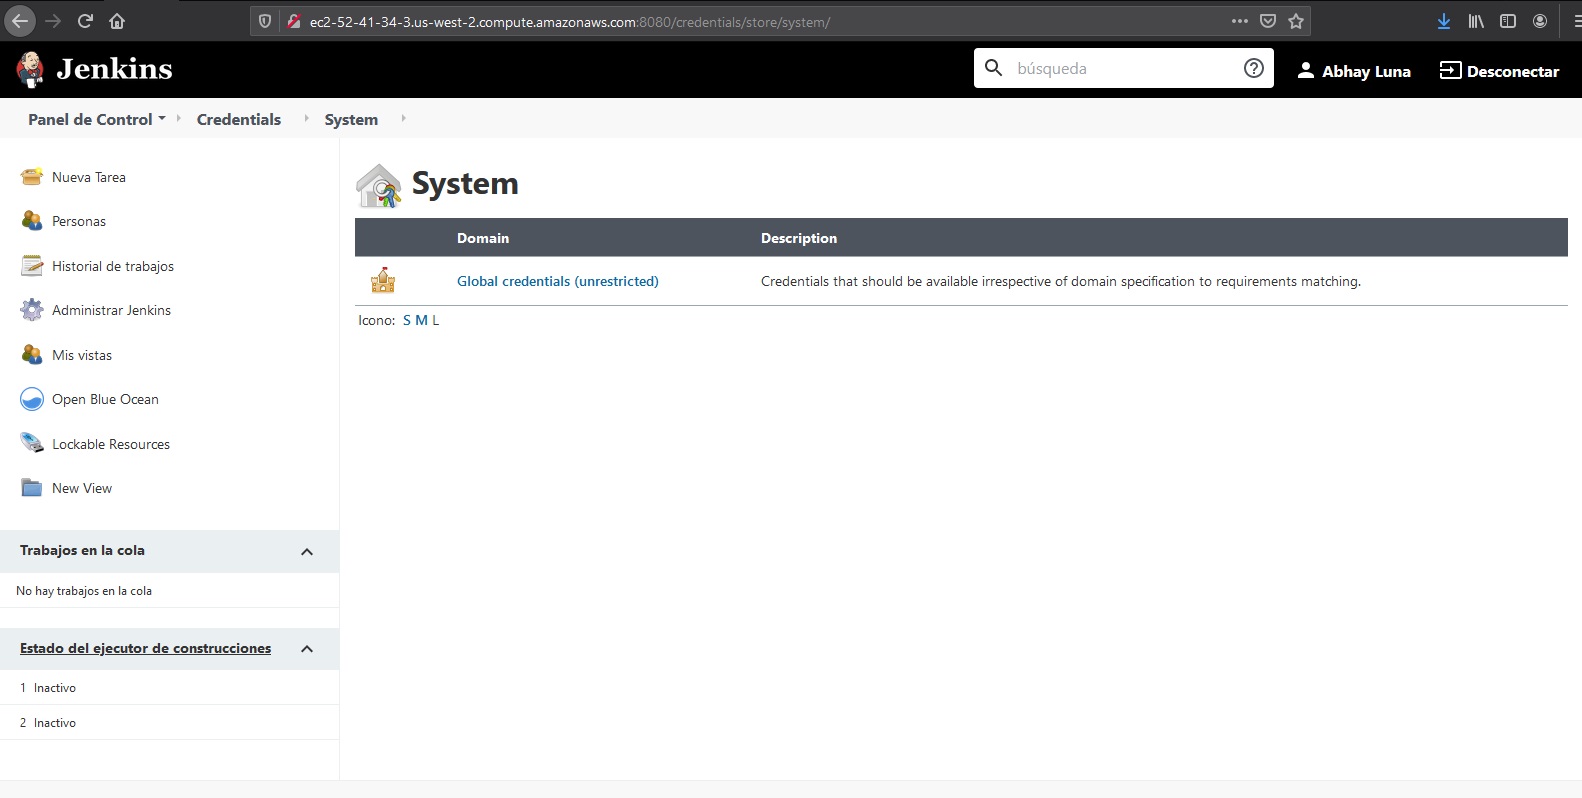 ec2-52-41-34-3.us-west-2.compute.amazonaws.com:8080/credentials/store/system/
Jenkins
búsqueda
Abhay Luna
Desconectar
Panel de Control
Credentials
System
Nueva Tarea
Personas
Historial de trabajos
Administrar Jenkins
Mis vistas
Open Blue Ocean
Lockable Resources
New View
Trabajos en la cola
No hay trabajos en la cola
Estado del ejecutor de construcciones
1 Inactivo
2 Inactivo
System
Domain Description
Global credentials (unrestricted) Credentials that should be available irrespective of domain specification to requirements matching.
Icono: S M L